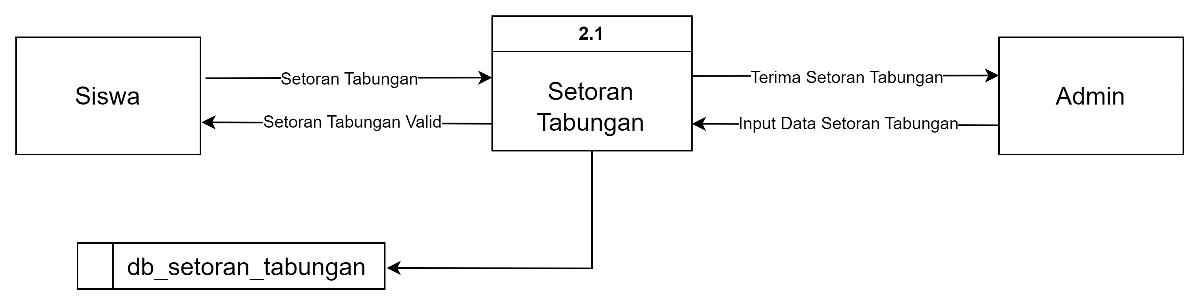 2.1
Siswa
Setoran Tabungan
Setoran
Tabungan
Terima Setoran Tabungan
Admin
Setoran Tabungan Valid
Input Data Setoran Tabungan
db_setoran_tabungan